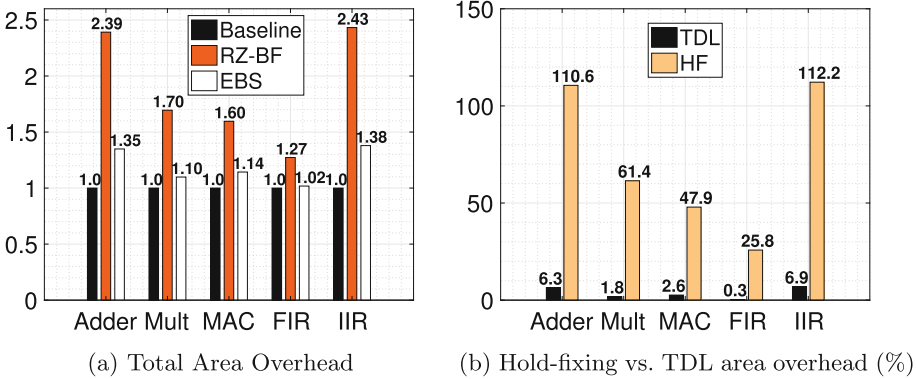 2.5
2
1.5
1
0.5
0
Baseline
RZ-BF
EBS
1.0 2.39 1.35
1.0 1.70 1.10
1.0 1.60 1.14
1.0 1.27 1.02
1.0 2.43 1.38
Adder Mult MAC FIR IIR
(a) Total Area Overhead
150
100
50
0
TDL
HF
6.3 110.6
1.8 61.4
2.6 47.9
0.3 25.8
6.9 112.2
Adder Mult MAC FIR IIR
(b) Hold-fixing vs. TDL area overhead (%)